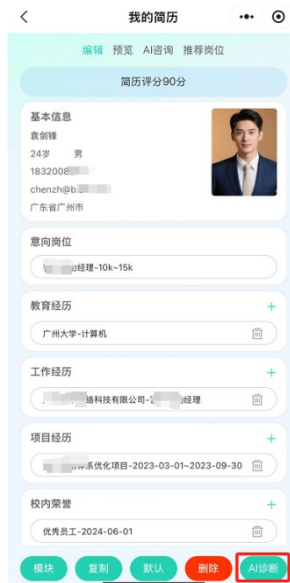 我的简历
编辑 预览 AI咨询 推荐岗位
简历评分90分
基本信息
袁剑锋
24岁 男
1832008
chenzh@b.
广东省广州市
意向岗位
经理-10k~15k
教育经历 +
广州大学-计算机
工作经历 +
络科技有限公司- 经理
项目经历 +
体系优化项目-2023-03-01~2023-09-30
校内荣誉 +
优秀员工-2024-06-01
模块 复制 默认 删除 AI诊断